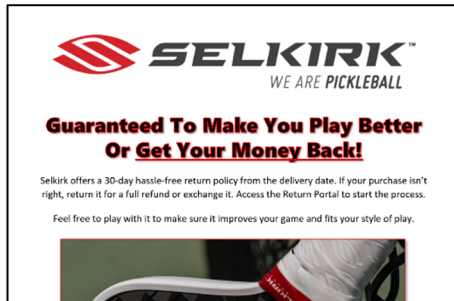 SELKIRK™
WE ARE PICKLEBALL
Guaranteed To Make You Play Better
Or Get Your Money Back!
Selkirk offers a 30-day hassle-free return policy from the delivery date. If your purchase isn't
right, return it for a full refund or exchange it. Access the Return Portal to start the process.
Feel free to play with it to make sure it improves your game and fits your style of play.